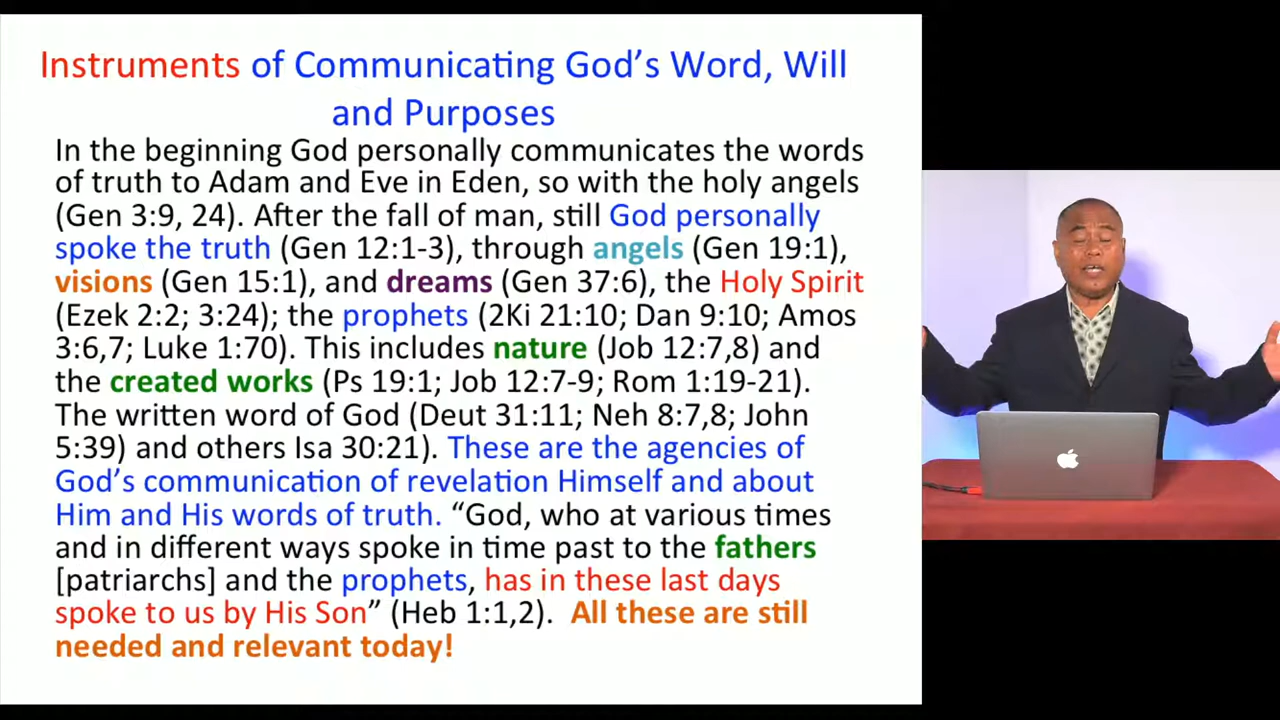 Instruments of Communicating God's Word, Will
and Purposes
In the beginning God personally communicates the words
of truth to Adam and Eve in Eden, so with the holy angels
(Gen 3:9, 24). After the fall of man, still God personally
spoke the truth (Gen 12:1-3), through angels (Gen 19:1),
visions (Gen 15:1), and dreams (Gen 37:6), the Holy Spirit
(Ezek 2:2; 3:24); the prophets (2Ki 21:10; Dan 9:10; Amos
3:6,7; Luke 1:70). This includes nature (Job 12:7,8) and
the created works (Ps 19:1; Job 12:7-9; Rom 1:19-21).
The written word of God (Deut 31:11; Neh 8:7,8; John
5:39) and others Isa 30:21). These are the agencies of
God's communication of revelation Himself and about
Him and His words of truth. “God, who at various times
and in different ways spoke in time past to the fathers
[patriarchs] and the prophets, has in these last days
spoke to us by His Son” (Heb 1:1,2). All these are still
needed and relevant today!